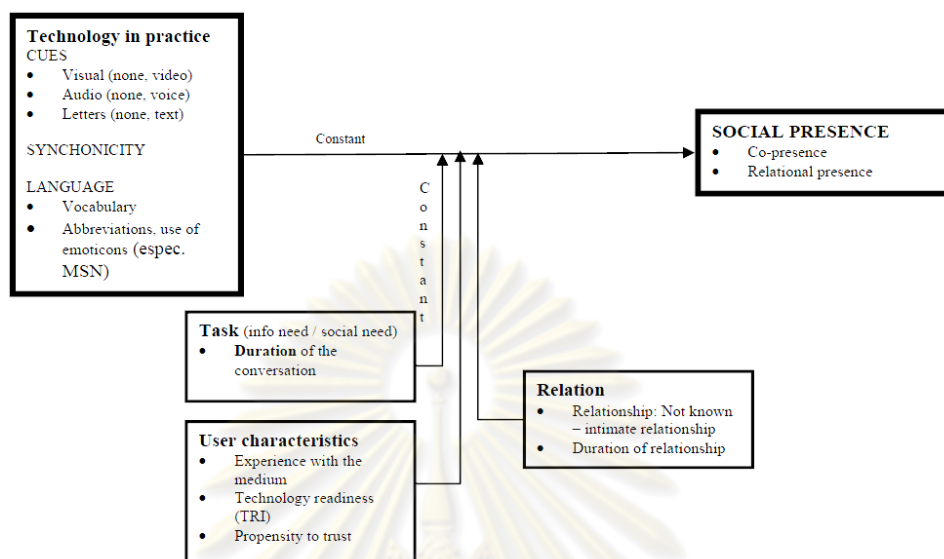 Technology in practice
CUES
• Visual (none, video)
• Audio (none, voice)
• Letters (none, text)
SYNCHONICITY
LANGUAGE
• Vocabulary
• Abbreviations, use of
emoticons (espec.
MSN)
Constant
SOCIAL PRESENCE
• Co-presence
• Relational presence
Constant
Task (info need / social need)
• Duration of the
conversation
User characteristics
• Experience with the
medium
• Technology readiness
(TRI)
• Propensity to trust
Relation
• Relationship: Not known
– intimate relationship
• Duration of relationship